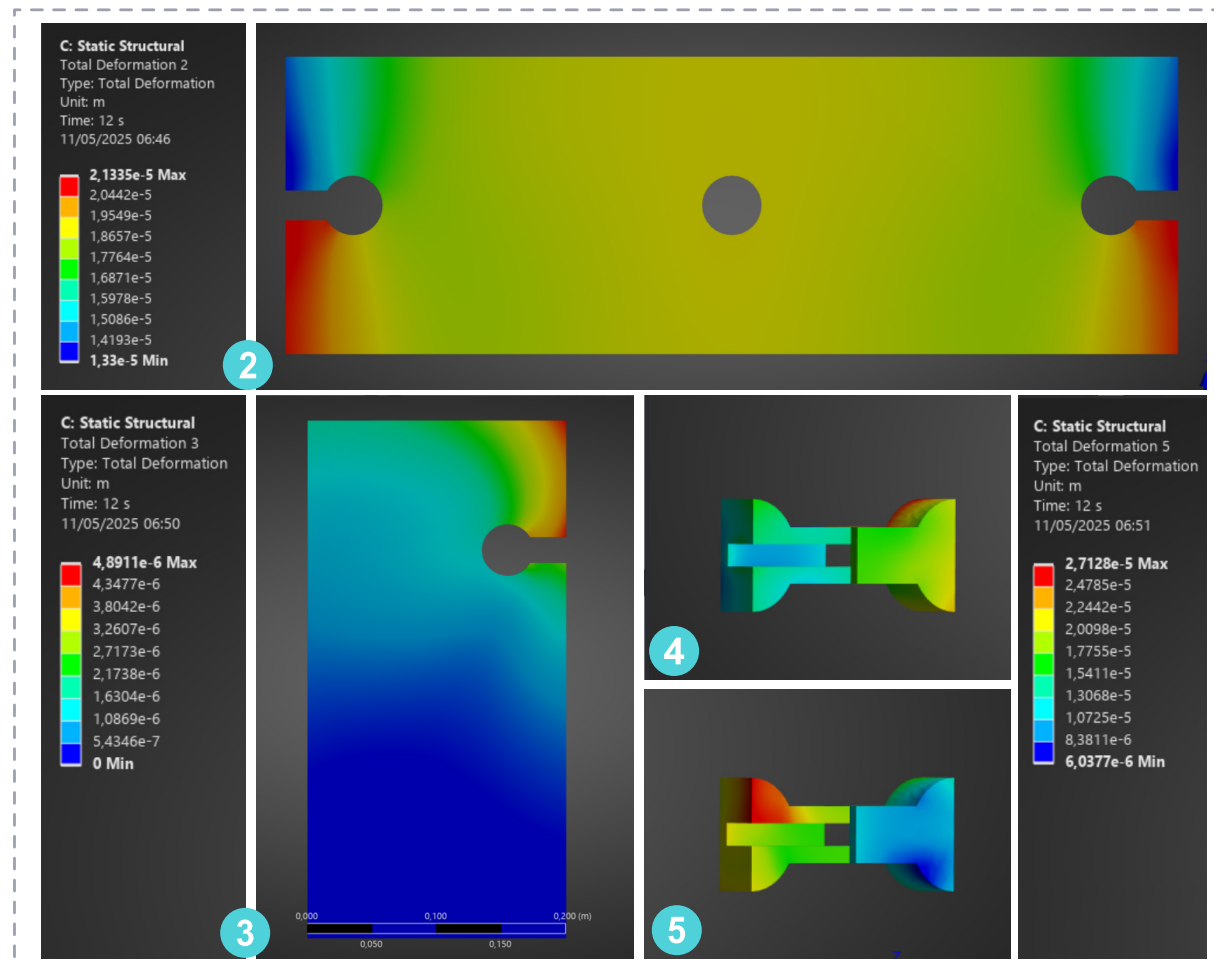 C: Static Structural
Total Deformation 2
Type: Total Deformation
Unit: m
Time: 12 s
11/05/2025 06:46
2,1335e-5 Max
2,0442e-5
1,9549e-5
1,8657e-5
1,7764e-5
1,6871e-5
1,5978e-5
1,5086e-5
1,4193e-5
1,33e-5 Min
2
C: Static Structural
Total Deformation 3
Type: Total Deformation
Unit: m
Time: 12 s
11/05/2025 06:50
4,8911e-6 Max
4,3477e-6
3,8042e-6
3,2607e-6
2,7173e-6
2,1738e-6
1,6304e-6
1,0869e-6
5,4346e-7
0 Min
0,000
0,100
0,200 (m)
0,050
0,150
3
4
5
C: Static Structural
Total Deformation 5
Type: Total Deformation
Unit: m
Time: 12 s
11/05/2025 06:51
2,7128e-5 Max
2,4785e-5
2,2442e-5
2,0098e-5
1,7755e-5
1,5411e-5
1,3068e-5
1,0725e-5
8,3811e-6
6,0377e-6 Min